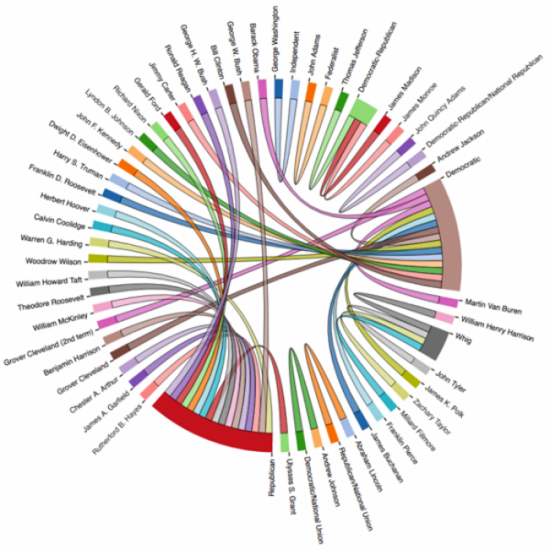 George Washington
Independent
John Adams
Federalist
Thomas Jefferson
Democratic-Republican
James Madison
James Monroe
John Quincy Adams
Democratic-Republican/National Republican
Andrew Jackson
Democratic
Martin Van Buren
William Henry Harrison
Whig
John Tyler
James K. Polk
Zachary Taylor
Millard Fillmore
Franklin Pierce
James Buchanan
Abraham Lincoln
Republican/National Union
Andrew Johnson
Democratic/National Union
Ulysses S. Grant
Republican
Rutherford B. Hayes
James A. Garfield
Chester A. Arthur
Grover Cleveland
Benjamin Harrison
Grover Cleveland (2nd term)
William McKinley
Theodore Roosevelt
William Howard Taft
Woodrow Wilson
Warren G. Harding
Calvin Coolidge
Herbert Hoover
Franklin D. Roosevelt
Harry S. Truman
Dwight D. Eisenhower
John F. Kennedy
Lyndon B. Johnson
Richard Nixon
Gerald Ford
Jimmy Carter
Ronald Reagan
George H. W. Bush
Bill Clinton
George W. Bush
Barack Obama